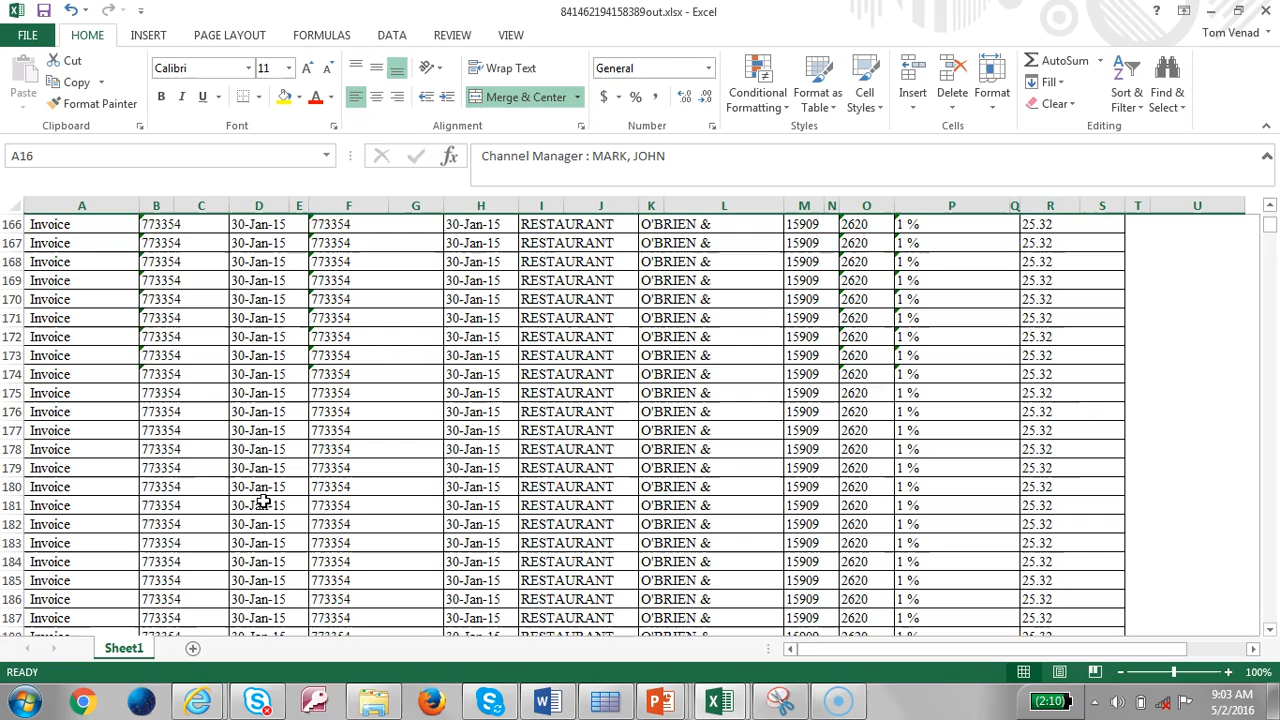 841462194158389out.xlsx - Excel
FILE HOME INSERT PAGE LAYOUT FORMULAS DATA REVIEW VIEW Tom Venad
Cut
Copy
Format Painter
Paste
Clipboard
Calibri 11
B I U
Font
Wrap Text
Merge & Center
Alignment
General
$ % ,
Number
Conditional Formatting
Format as Table
Cell Styles
Styles
Insert Delete Format
Cells
AutoSum
Fill
Clear
Sort & Filter
Find & Select
Editing
A16 fx Channel Manager : MARK, JOHN
A B C D E F G H I J K L M N O P Q R S T U
166 Invoice 773354 30-Jan-15 773354 30-Jan-15 RESTAURANT O'BRIEN & 15909 2620 1 % 25.32
167 Invoice 773354 30-Jan-15 773354 30-Jan-15 RESTAURANT O'BRIEN & 15909 2620 1 % 25.32
168 Invoice 773354 30-Jan-15 773354 30-Jan-15 RESTAURANT O'BRIEN & 15909 2620 1 % 25.32
169 Invoice 773354 30-Jan-15 773354 30-Jan-15 RESTAURANT O'BRIEN & 15909 2620 1 % 25.32
170 Invoice 773354 30-Jan-15 773354 30-Jan-15 RESTAURANT O'BRIEN & 15909 2620 1 % 25.32
171 Invoice 773354 30-Jan-15 773354 30-Jan-15 RESTAURANT O'BRIEN & 15909 2620 1 % 25.32
172 Invoice 773354 30-Jan-15 773354 30-Jan-15 RESTAURANT O'BRIEN & 15909 2620 1 % 25.32
173 Invoice 773354 30-Jan-15 773354 30-Jan-15 RESTAURANT O'BRIEN & 15909 2620 1 % 25.32
174 Invoice 773354 30-Jan-15 773354 30-Jan-15 RESTAURANT O'BRIEN & 15909 2620 1 % 25.32
175 Invoice 773354 30-Jan-15 773354 30-Jan-15 RESTAURANT O'BRIEN & 15909 2620 1 % 25.32
176 Invoice 773354 30-Jan-15 773354 30-Jan-15 RESTAURANT O'BRIEN & 15909 2620 1 % 25.32
177 Invoice 773354 30-Jan-15 773354 30-Jan-15 RESTAURANT O'BRIEN & 15909 2620 1 % 25.32
178 Invoice 773354 30-Jan-15 773354 30-Jan-15 RESTAURANT O'BRIEN & 15909 2620 1 % 25.32
179 Invoice 773354 30-Jan-15 773354 30-Jan-15 RESTAURANT O'BRIEN & 15909 2620 1 % 25.32
180 Invoice 773354 30-Jan-15 773354 30-Jan-15 RESTAURANT O'BRIEN & 15909 2620 1 % 25.32
181 Invoice 773354 30-Jan-15 773354 30-Jan-15 RESTAURANT O'BRIEN & 15909 2620 1 % 25.32
182 Invoice 773354 30-Jan-15 773354 30-Jan-15 RESTAURANT O'BRIEN & 15909 2620 1 % 25.32
183 Invoice 773354 30-Jan-15 773354 30-Jan-15 RESTAURANT O'BRIEN & 15909 2620 1 % 25.32
184 Invoice 773354 30-Jan-15 773354 30-Jan-15 RESTAURANT O'BRIEN & 15909 2620 1 % 25.32
185 Invoice 773354 30-Jan-15 773354 30-Jan-15 RESTAURANT O'BRIEN & 15909 2620 1 % 25.32
186 Invoice 773354 30-Jan-15 773354 30-Jan-15 RESTAURANT O'BRIEN & 15909 2620 1 % 25.32
187 Invoice 773354 30-Jan-15 773354 30-Jan-15 RESTAURANT O'BRIEN & 15909 2620 1 % 25.32
Sheet1
READY 100%
(2:10) 9:03 AM
5/2/2016